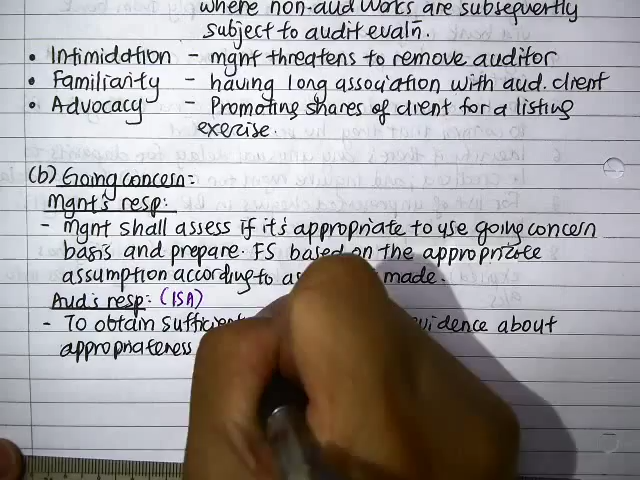 where non-aud works are subsequently
subject to audit evaln.
• Intimidation – mgnt threatens to remove auditor
• Familiarity – having long association with aud. client
• Advocacy – Promoting shares of client for a listing
exercise.
(b) Going concern:
Mgnt's resp:
- Mgnt shall assess if it's appropriate to use going concern
basis and prepare. FS based on the appropriate
assumption according to made.
Aud's resp: (ISA)
- To obtain about
appropriateness